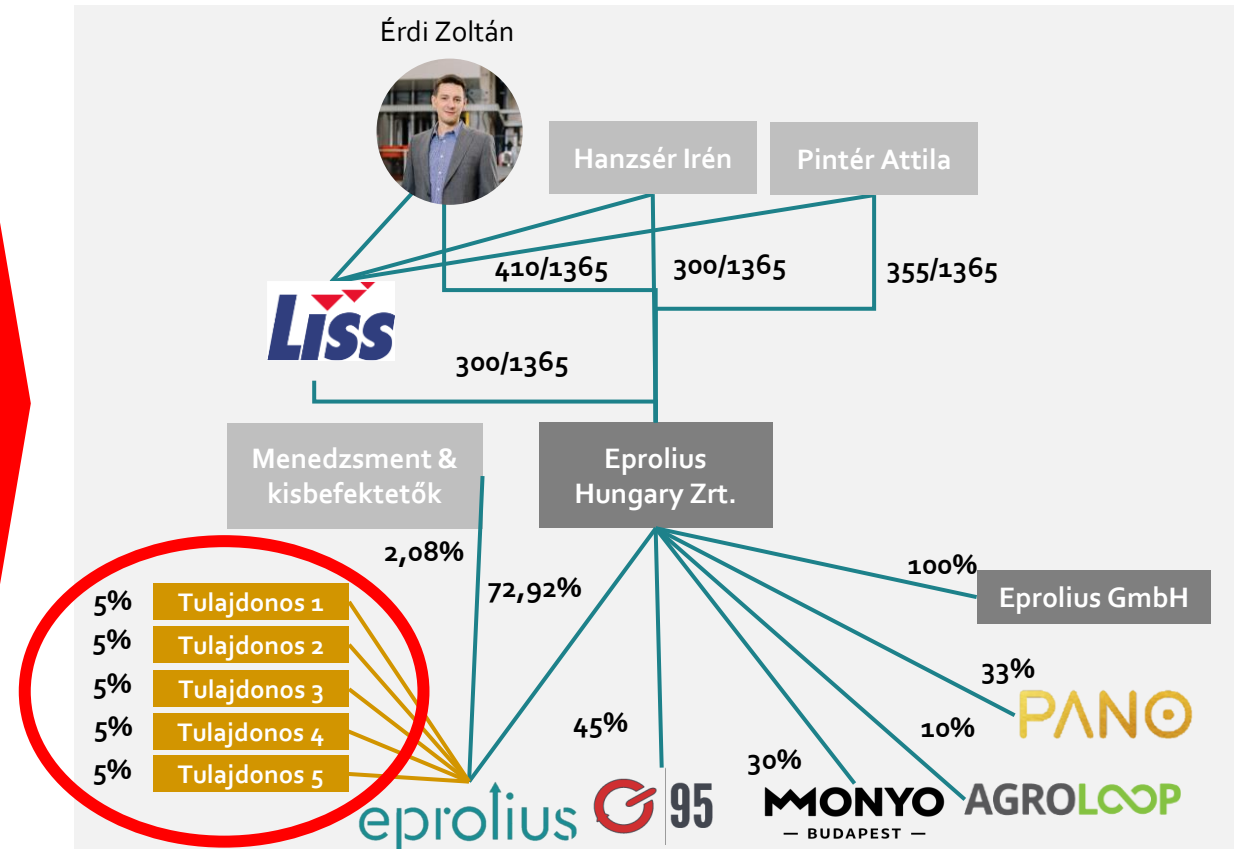 Érdi Zoltán
Hanzsér Irén
Pintér Attila
410/1365
300/1365
355/1365
Liss
300/1365
Menedzsment &
kisbefektetők
Eprolius
Hungary Zrt.
2,08%
72,92%
100%
Eprolius GmbH
5%
Tulajdonos 1
5%
Tulajdonos 2
5%
Tulajdonos 3
5%
Tulajdonos 4
5%
Tulajdonos 5
45%
30%
10%
33%
PANO
eprolius
95
MONYO
— BUDAPEST —
AGROLOOP